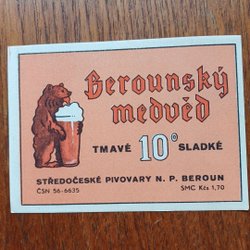 Berounský
medvěd
TMAVÉ 10° SLADKÉ
STŘEDOČESKÉ PIVOVARY N. P. BEROUN
ČSN 56-6635 SMC Kčs 1,70